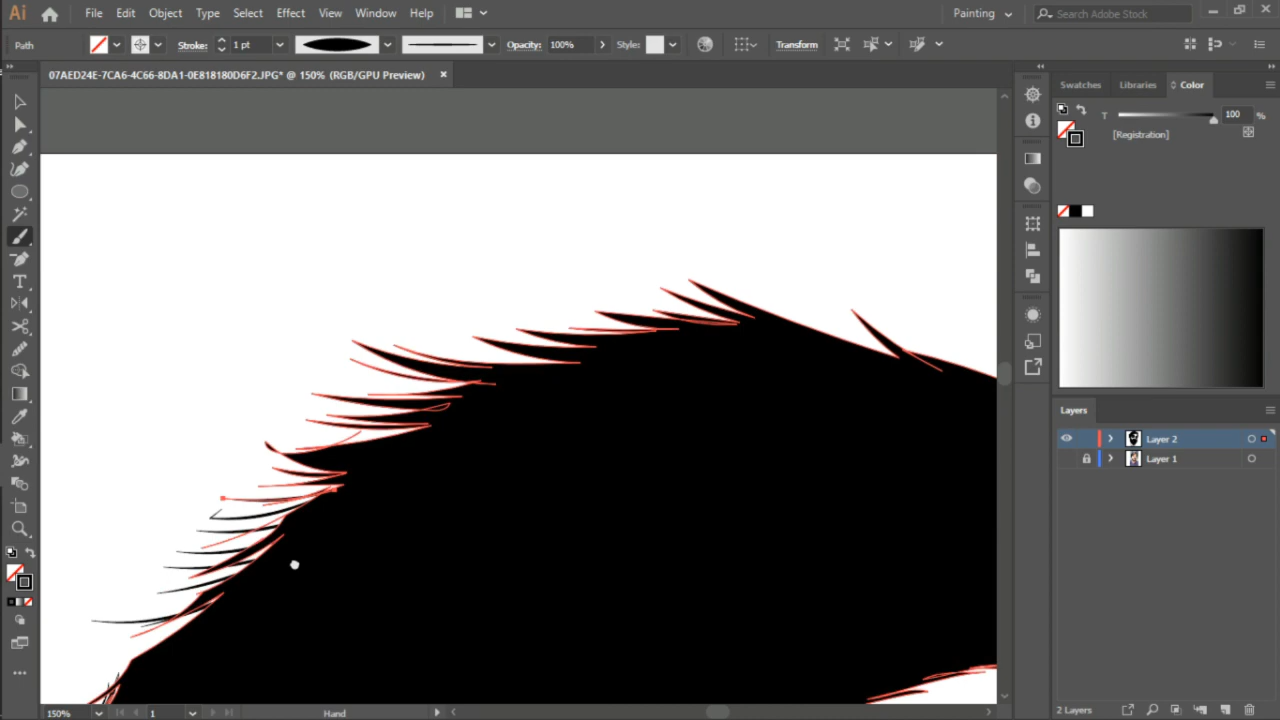 Ai File Edit Object Type Select Effect View Window Help Painting Search Adobe Stock
Path Stroke: 1 pt Opacity: 100% Style: Transform
07AED24E-7CA6-4C66-8DA1-0E818180D6F2.JPG* @ 150% (RGB/GPU Preview)
Swatches Libraries Color
T 100 %
[Registration]
Layers
Layer 2
Layer 1
2 Layers
150% 1 Hand